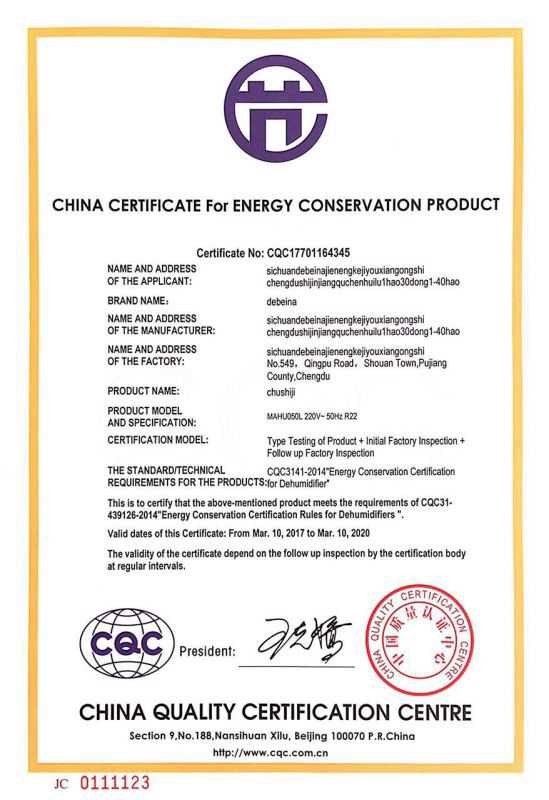 CHINA CERTIFICATE For ENERGY CONSERVATION PRODUCT
Certificate No: CQC17701164345
NAME AND ADDRESS
OF THE APPLICANT:
sichuandebeinajienengkejiyouxiangongshi
chengdushijinjiangquchenhuilu1hao30dong1-40hao
BRAND NAME:
debeina
NAME AND ADDRESS
OF THE MANUFACTURER:
sichuandebeinajienengkejiyouxiangongshi
chengdushijinjiangquchenhuilu1hao30dong1-40hao
NAME AND ADDRESS
OF THE FACTORY:
sichuandebeinajienengkejiyouxiangongshi
No.549, Qingpu Road, Shouan Town,Pujiang
County,Chengdu
PRODUCT NAME:
chushiji
PRODUCT MODEL
AND SPECIFICATION:
MAHU050L 220V~ 50Hz R22
CERTIFICATION MODEL:
Type Testing of Product + Initial Factory Inspection +
Follow up Factory Inspection
THE STANDARD/TECHNICAL
REQUIREMENTS FOR THE PRODUCTS:
CQC3141-2014"Energy Conservation Certification
for Dehumidifier"
This is to certify that the above-mentioned product meets the requirements of CQC31-
439126-2014"Energy Conservation Certification Rules for Dehumidifiers ".
Valid dates of this Certificate: From Mar. 10, 2017 to Mar. 10, 2020
The validity of the certificate depend on the follow up inspection by the certification body
at regular intervals.
CQC
President:
CHINA QUALITY CERTIFICATION CENTRE
中国质量认证中心
CHINA QUALITY CERTIFICATION CENTRE
Section 9,No.188,Nansihuan Xilu, Beijing 100070 P.R.China
http://www.cqc.com.cn
JC 0111123